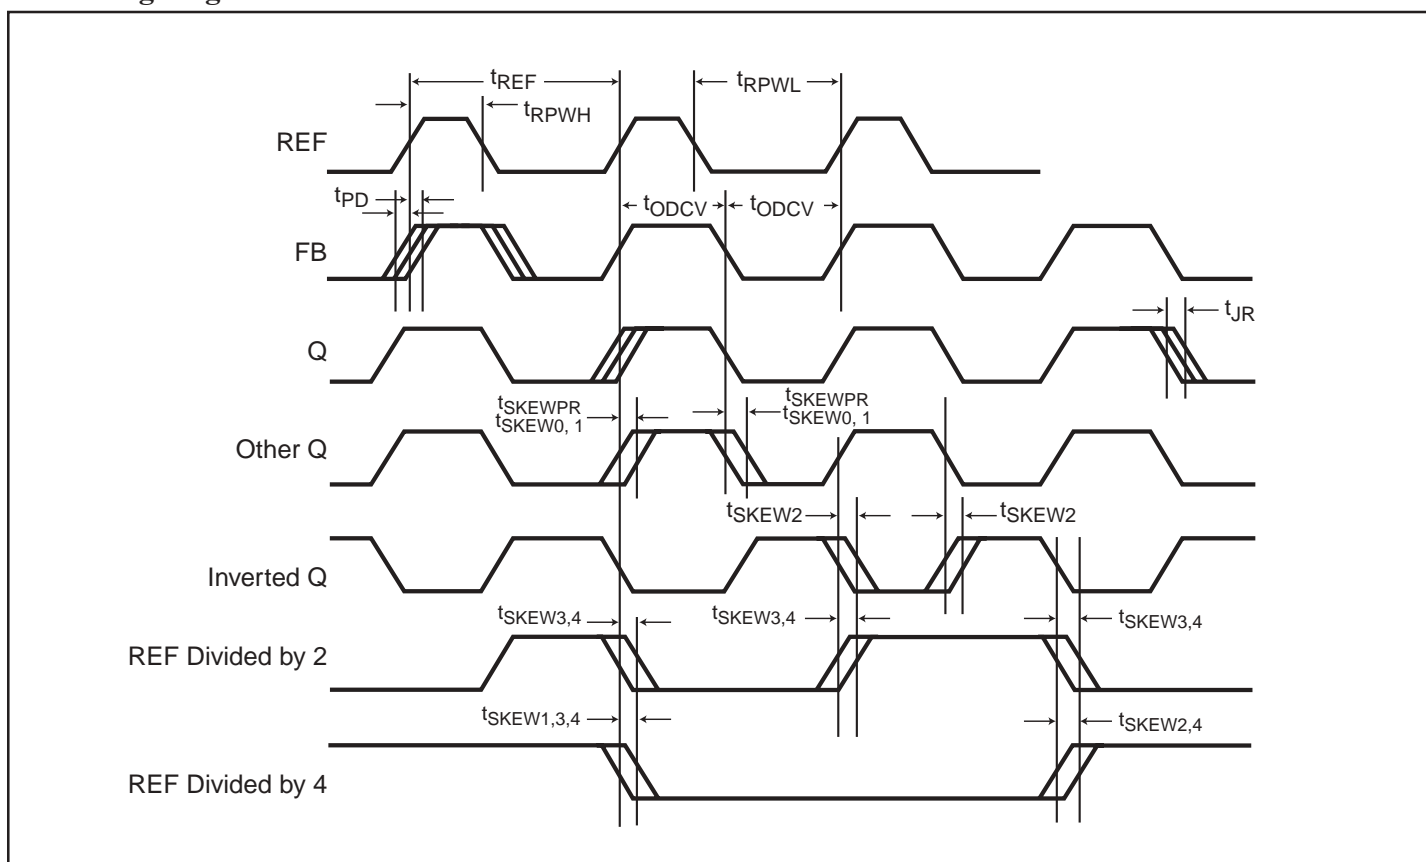 tREF
tRPWL
tRPWH
REF
tPD
tODCV
tODCV
FB
tJR
Q
tSKEWPR
tSKEW0, 1
tSKEWPR
tSKEW0, 1
Other Q
tSKEW2
tSKEW2
Inverted Q
tSKEW3,4
tSKEW3,4
tSKEW3,4
REF Divided by 2
tSKEW1,3,4
tSKEW2,4
REF Divided by 4